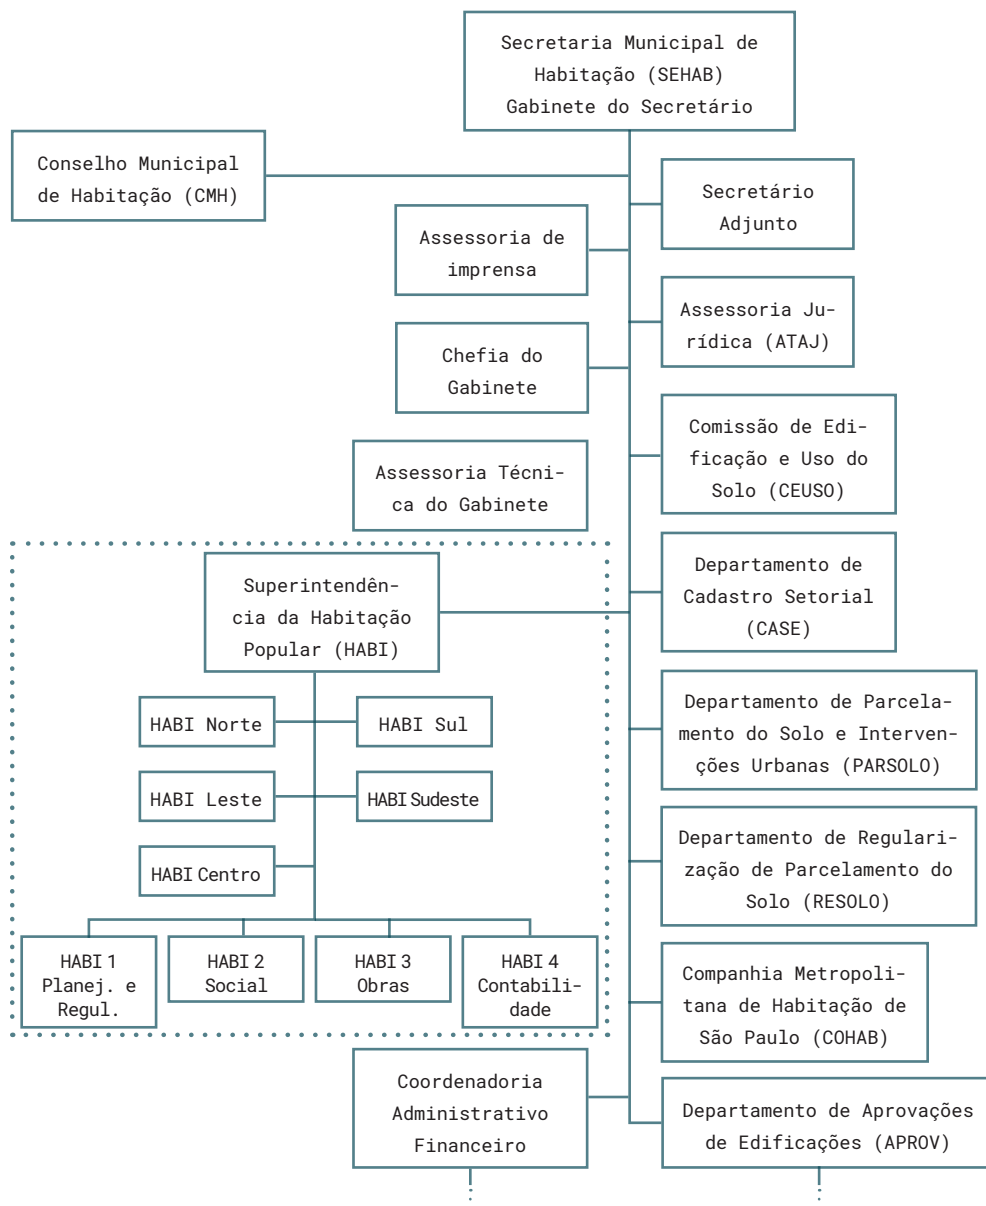 Secretaria Municipal de
Habitação (SEHAB)
Gabinete do Secretário
Conselho Municipal
de Habitação (CMH)
Secretário
Adjunto
Assessoria de
imprensa
Assessoria Ju-
rídica (ATAJ)
Chefia do
Gabinete
Comissão de Edi-
ficação e Uso do
Solo (CEUSO)
Assessoria Técni-
ca do Gabinete
Departamento de
Cadastro Setorial
(CASE)
Superintendên-
cia da Habitação
Popular (HABI)
Departamento de Parcela-
mento do Solo e Interven-
ções Urbanas (PARSOLO)
HABI Norte
HABI Sul
HABI Leste
HABI Sudeste
HABI Centro
Departamento de Regulari-
zação de Parcelamento do
Solo (RESOLO)
HABI 1
Planej. e
Regul.
HABI 2
Social
HABI 3
Obras
HABI 4
Contabili-
dade
Companhia Metropoli-
tana de Habitação de
São Paulo (COHAB)
Coordenadoria
Administrativo
Financeiro
Departamento de Aprovações
de Edificações (APROV)